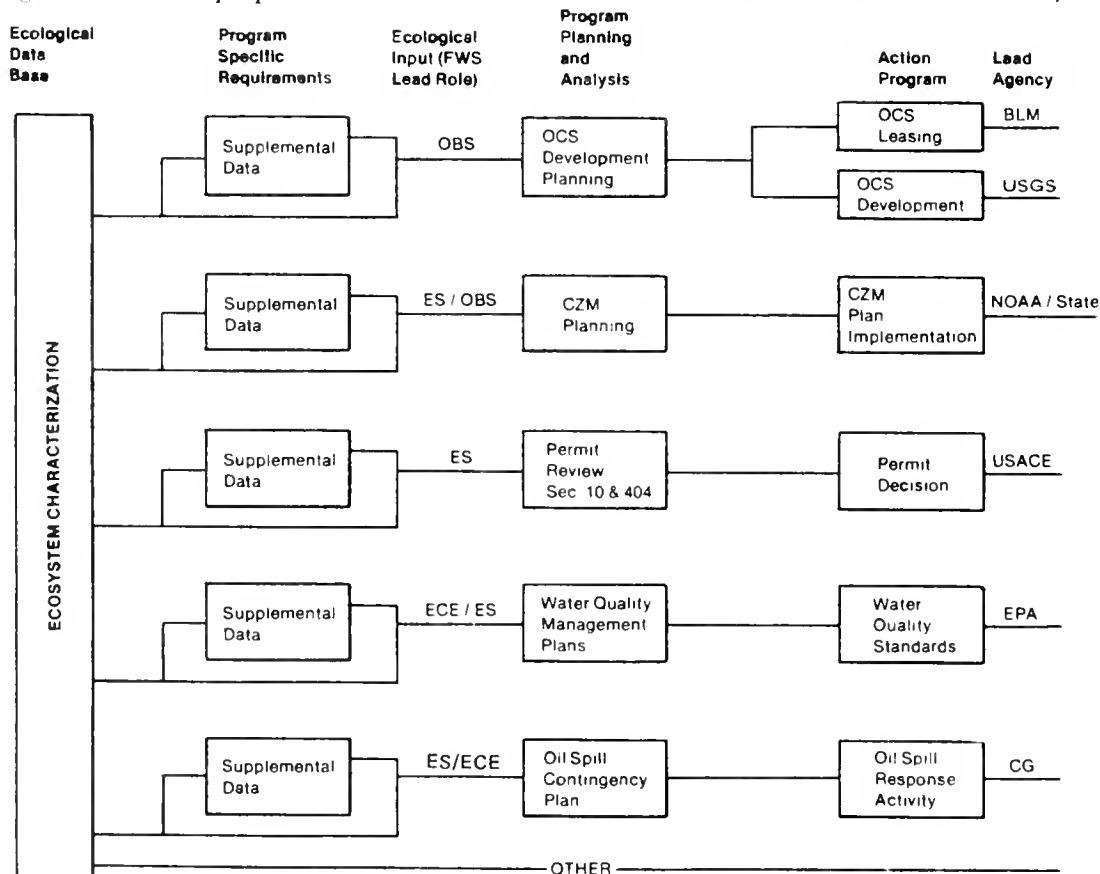 Ecological
Data
Base
Program
Specific
Requirements
Ecological
Input (FWS
Lead Role)
Program
Planning
and
Analysis
Action
Program
Lead
Agency
ECOSYSTEM CHARACTERIZATION
Supplemental
Data
OBS
OCS
Development
Planning
OCS
Leasing
BLM
OCS
Development
USGS
Supplemental
Data
ES / OBS
CZM
Planning
CZM
Plan
Implementation
NOAA / State
Supplemental
Data
ES
Permit
Review
Sec 10 & 404
Permit
Decision
USACE
Supplemental
Data
ECE / ES
Water Quality
Management
Plans
Water
Quality
Standards
EPA
Supplemental
Data
ES/ECE
Oil Spill
Contingency
Plan
Oil Spill
Response
Activity
CG
OTHER